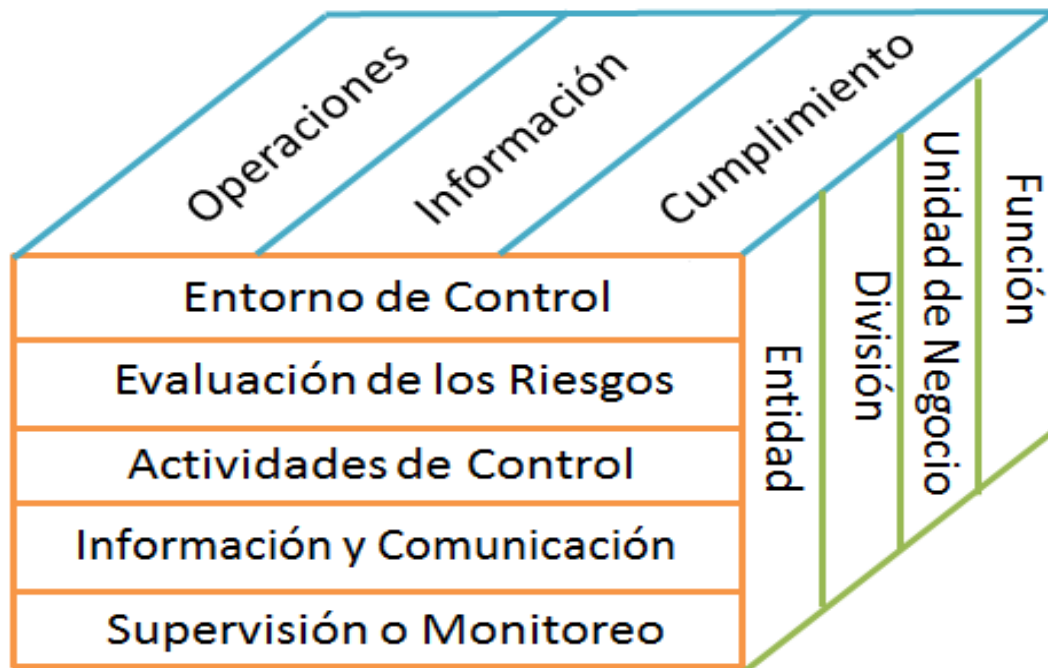 Operaciones
Información
Cumplimiento
Entorno de Control
Evaluación de los Riesgos
Actividades de Control
Información y Comunicación
Supervisión o Monitoreo
Entidad
División
Unidad de Negocio
Función